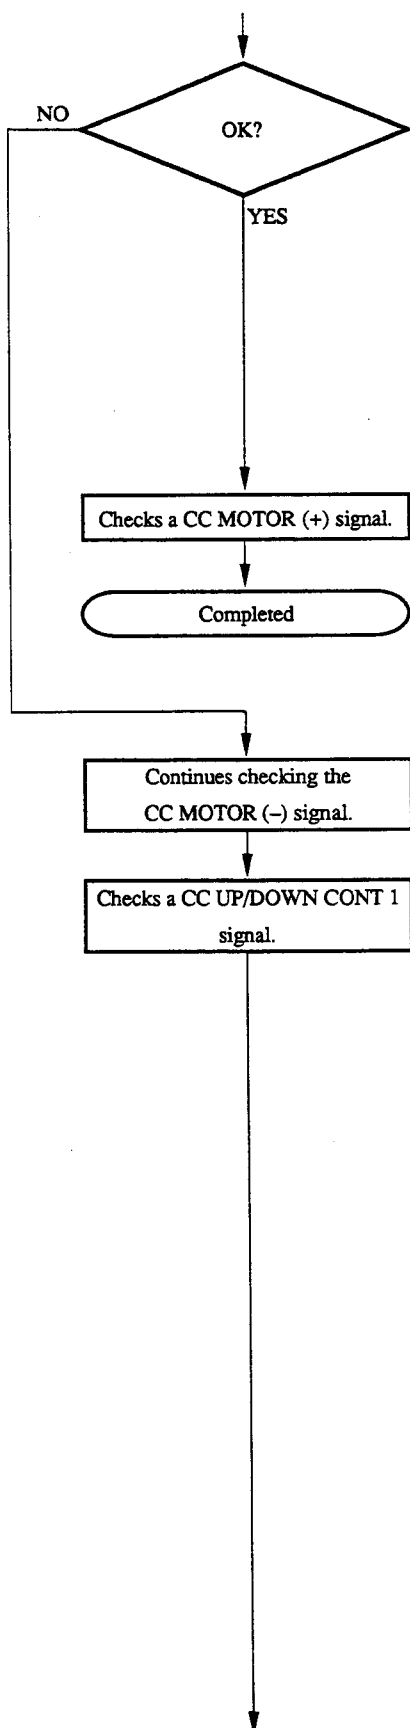 NO
OK?
YES
Checks a CC MOTOR (+) signal.
Completed
Continues checking the
CC MOTOR (–) signal.
Checks a CC UP/DOWN CONT 1
signal.